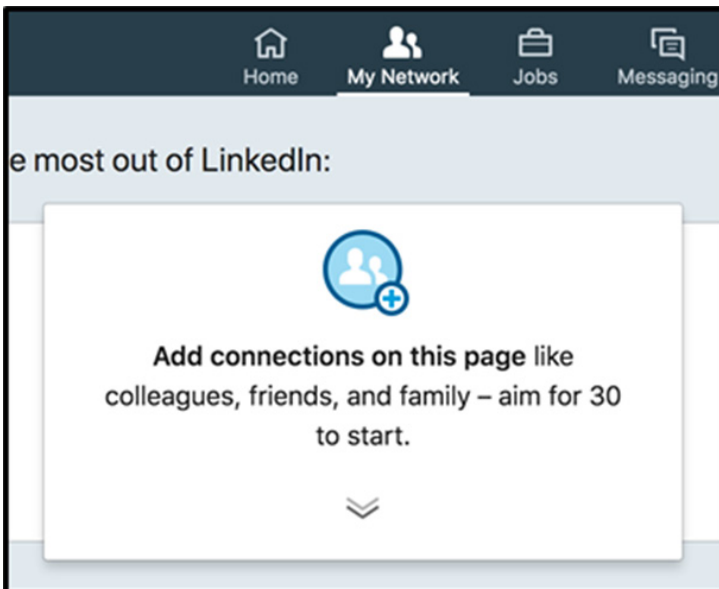 Home My Network Jobs Messaging
e most out of LinkedIn:
Add connections on this page like
colleagues, friends, and family – aim for 30
to start.